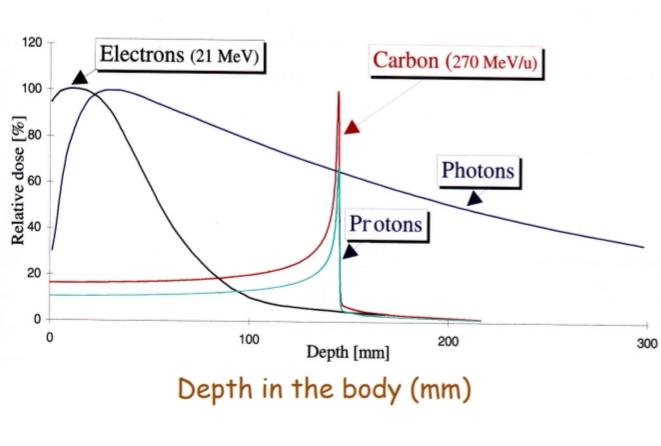 120
Electrons (21 MeV)
Carbon (270 MeV/u)
100
80
Photons
60
Protons
40
20
0
Relative dose [%]
0
100
200
300
Depth [mm]
Depth in the body (mm)